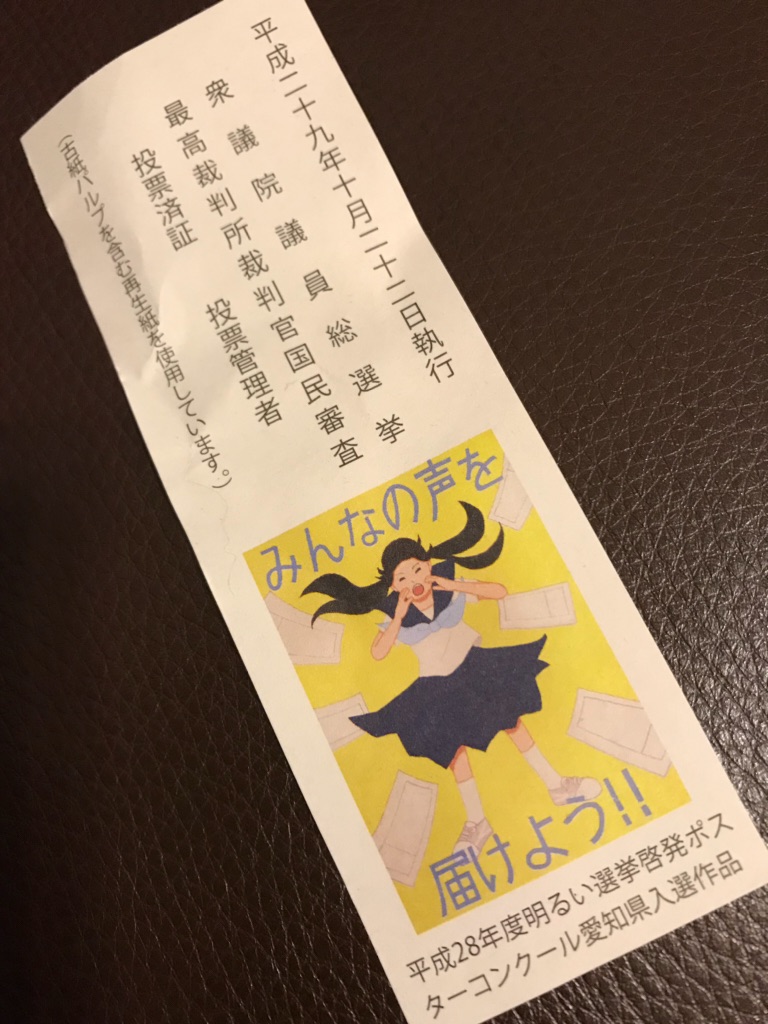 平成二十九年十月二十二日執行
衆議院議員総選挙
最高裁判所裁判官国民審査
投票済証　投票管理者
（古紙パルプを含む再生紙を使用しています。）
みんなの声を
届けよう!!
平成28年度明るい選挙啓発ポス
ターコンクール愛知県入選作品